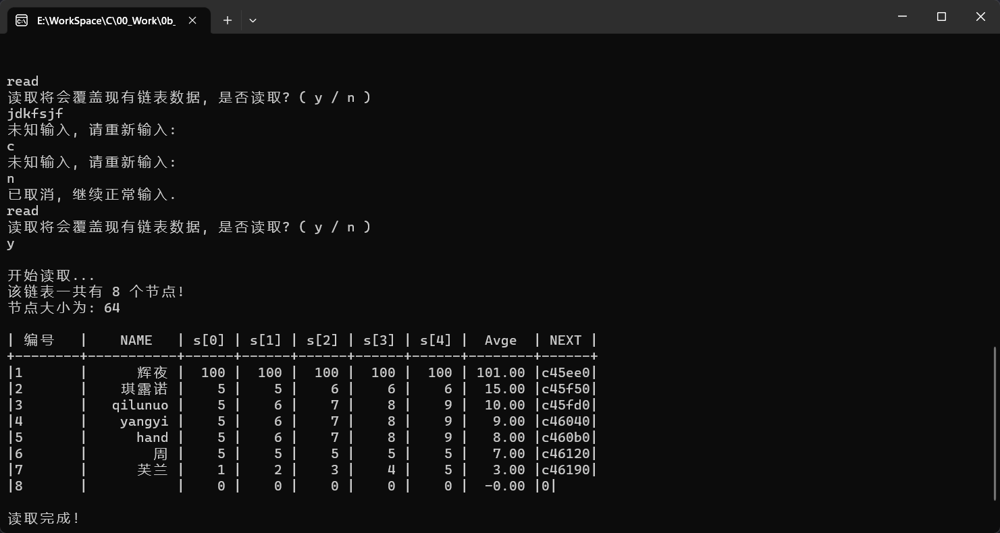 E:\WorkSpace\C\00_Work\0b_
read
读取将会覆盖现有链表数据, 是否读取? ( y / n )
jdkfsjf
未知输入, 请重新输入:
c
未知输入, 请重新输入:
n
已取消, 继续正常输入.
read
读取将会覆盖现有链表数据, 是否读取? ( y / n )
y
开始读取...
该链表一共有 8 个节点!
节点大小为: 64
| 编号   |    NAME   | s[0] | s[1] | s[2] | s[3] | s[4] |  Avge  | NEXT |
+--------+-----------+------+------+------+------+------+--------+------+
|1       |      辉夜 |  100 |  100 |  100 |  100 |  100 | 101.00 |c45ee0|
|2       |    琪露诺 |    5 |    5 |    6 |    6 |    6 |  15.00 |c45f50|
|3       |   qilunuo |    5 |    6 |    7 |    8 |    9 |  10.00 |c45fd0|
|4       |    yangyi |    5 |    6 |    7 |    8 |    9 |   9.00 |c46040|
|5       |      hand |    5 |    6 |    7 |    8 |    9 |   8.00 |c460b0|
|6       |        周 |    5 |    5 |    5 |    5 |    5 |   7.00 |c46120|
|7       |      芙兰 |    1 |    2 |    3 |    4 |    5 |   3.00 |c46190|
|8       |           |    0 |    0 |    0 |    0 |    0 |  -0.00 |0|
读取完成!